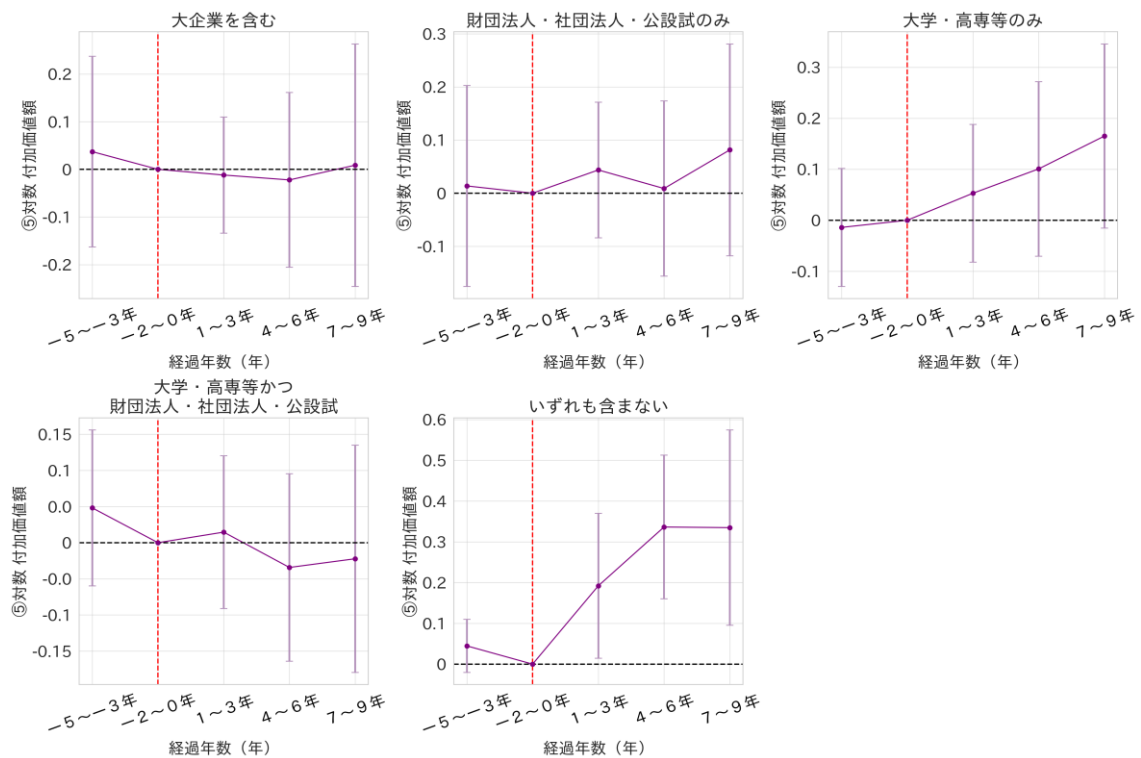 大企業を含む
⑤対数 付加価値額
0.2
0.1
0
-0.1
-0.2
－5～－3年
－2～0年
1～3年
4～6年
7～9年
経過年数（年）
財団法人・社団法人・公設試のみ
⑤対数 付加価値額
0.3
0.2
0.1
0
-0.1
－5～－3年
－2～0年
1～3年
4～6年
7～9年
経過年数（年）
大学・高専等のみ
⑤対数 付加価値額
0.3
0.2
0.1
0
-0.1
－5～－3年
－2～0年
1～3年
4～6年
7～9年
経過年数（年）
大学・高専等かつ
財団法人・社団法人・公設試
⑤対数 付加価値額
0.15
0.1
0.0
0
-0.0
-0.1
-0.15
－5～－3年
－2～0年
1～3年
4～6年
7～9年
経過年数（年）
いずれも含まない
⑤対数 付加価値額
0.6
0.5
0.4
0.3
0.2
0.1
0
－5～－3年
－2～0年
1～3年
4～6年
7～9年
経過年数（年）